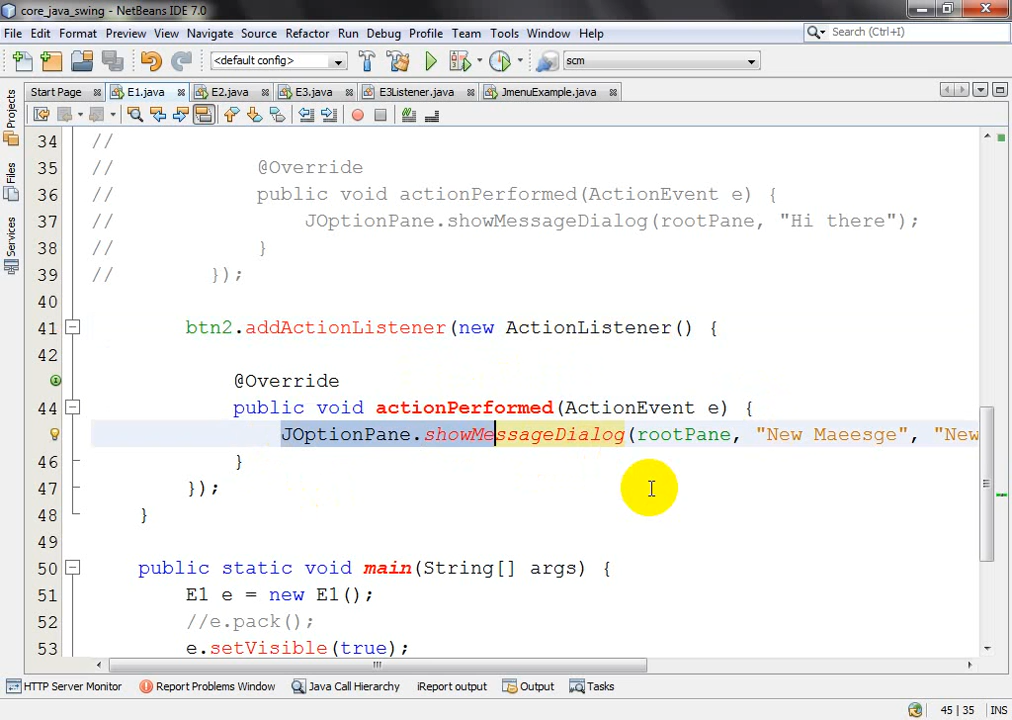 core_java_swing - NetBeans IDE 7.0
File Edit Format Preview View Navigate Source Refactor Run Debug Profile Team Tools Window Help
Search (Ctrl+I)
<default config>
scm
Start Page E1.java E2.java E3.java E3Listener.java JmenuExample.java
Projects
Files
Services
34 //
35 // @Override
36 // public void actionPerformed(ActionEvent e) {
37 // JOptionPane.showMessageDialog(rootPane, "Hi there");
38 // }
39 // });
40
41 btn2.addActionListener(new ActionListener() {
42
@Override
44 public void actionPerformed(ActionEvent e) {
JOptionPane.showMessageDialog(rootPane, "New Maeesge", "New
46 }
47 });
48 }
49
50 public static void main(String[] args) {
51 E1 e = new E1();
52 //e.pack();
53 e.setVisible(true);
HTTP Server Monitor Report Problems Window Java Call Hierarchy iReport output Output Tasks
45 | 35 INS